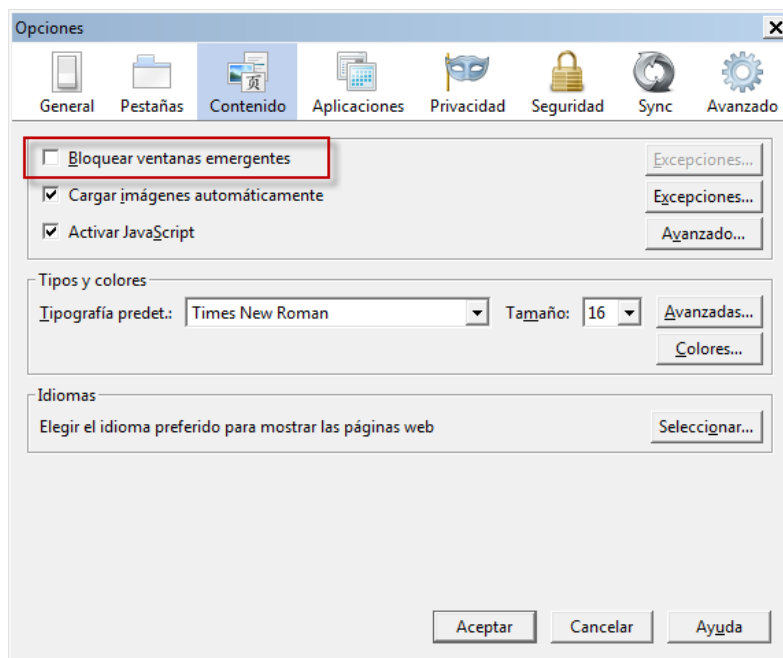 Opciones
General Pestañas Contenido Aplicaciones Privacidad Seguridad Sync Avanzado
Bloquear ventanas emergentes Excepciones...
Cargar imágenes automáticamente Excepciones...
Activar JavaScript Avanzado...
Tipos y colores
Tipografía predet.: Times New Roman Tamaño: 16 Avanzadas...
Colores...
Idiomas
Elegir el idioma preferido para mostrar las páginas web Seleccionar...
Aceptar Cancelar Ayuda